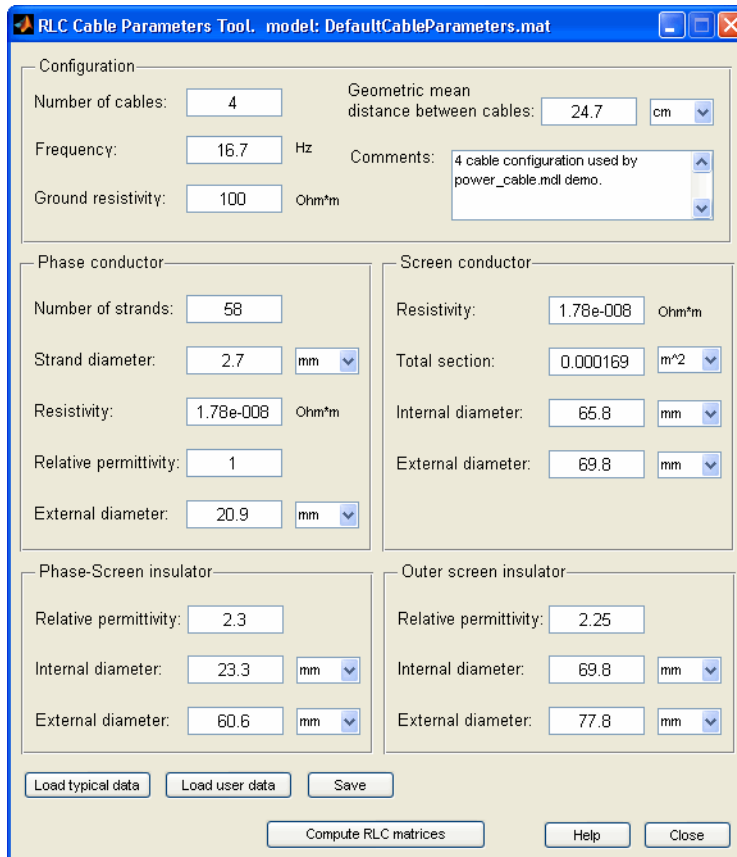 RLC Cable Parameters Tool. model: DefaultCableParameters.mat
Configuration
Number of cables: 4
Geometric mean
distance between cables: 24.7 cm
Frequency: 16.7 Hz
Comments: 4 cable configuration used by
power_cable.mdl demo.
Ground resistivity: 100 Ohm*m
Phase conductor
Number of strands: 58
Strand diameter: 2.7 mm
Resistivity: 1.78e-008 Ohm*m
Relative permittivity: 1
External diameter: 20.9 mm
Screen conductor
Resistivity: 1.78e-008 Ohm*m
Total section: 0.000169 m^2
Internal diameter: 65.8 mm
External diameter: 69.8 mm
Phase-Screen insulator
Relative permittivity: 2.3
Internal diameter: 23.3 mm
External diameter: 60.6 mm
Outer screen insulator
Relative permittivity: 2.25
Internal diameter: 69.8 mm
External diameter: 77.8 mm
Load typical data Load user data Save
Compute RLC matrices Help Close